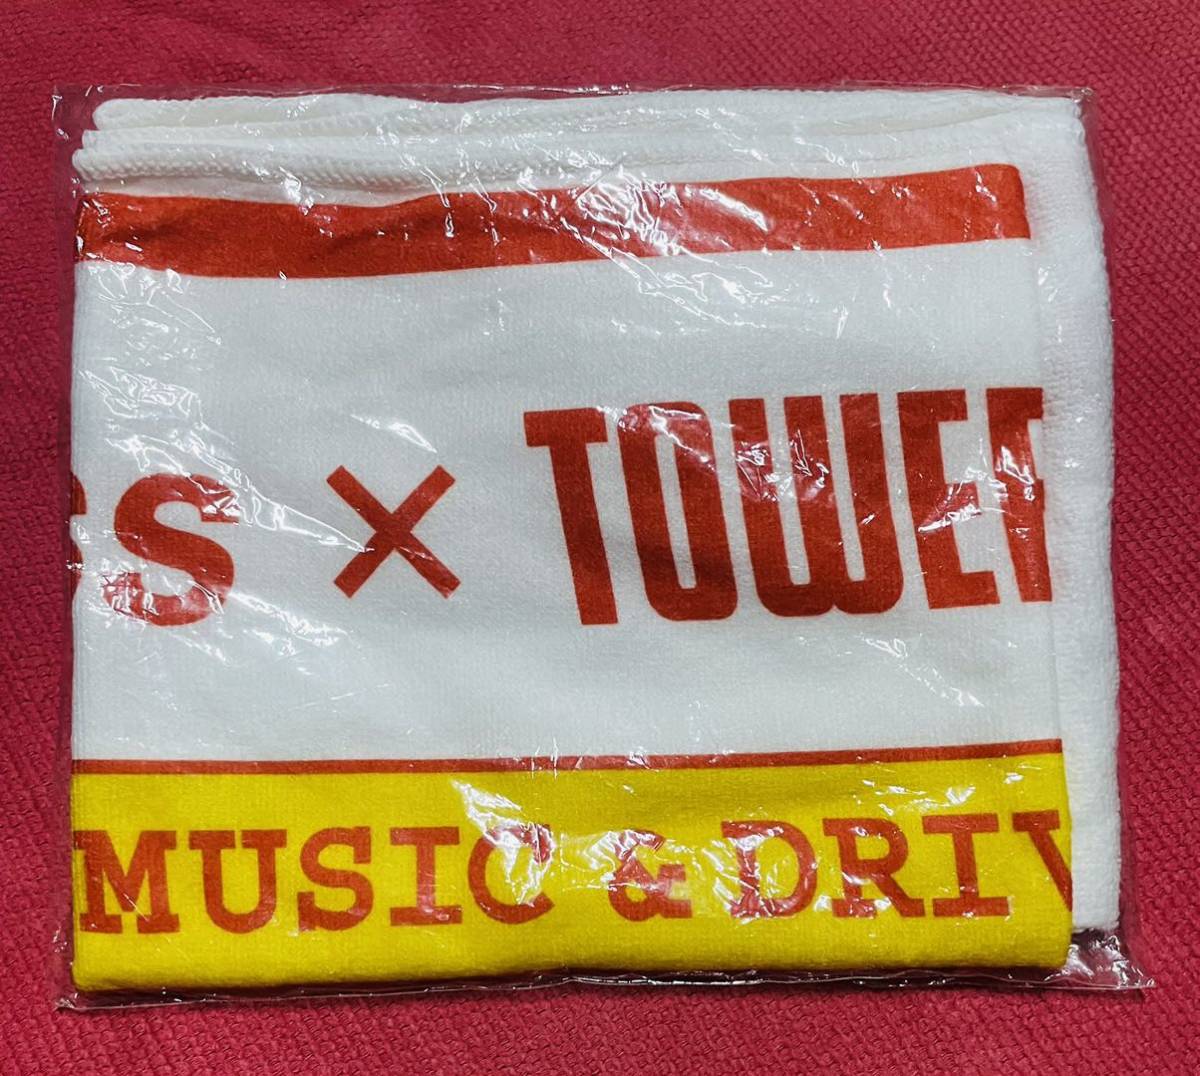 S × TOWER
MUSIC & DRIV